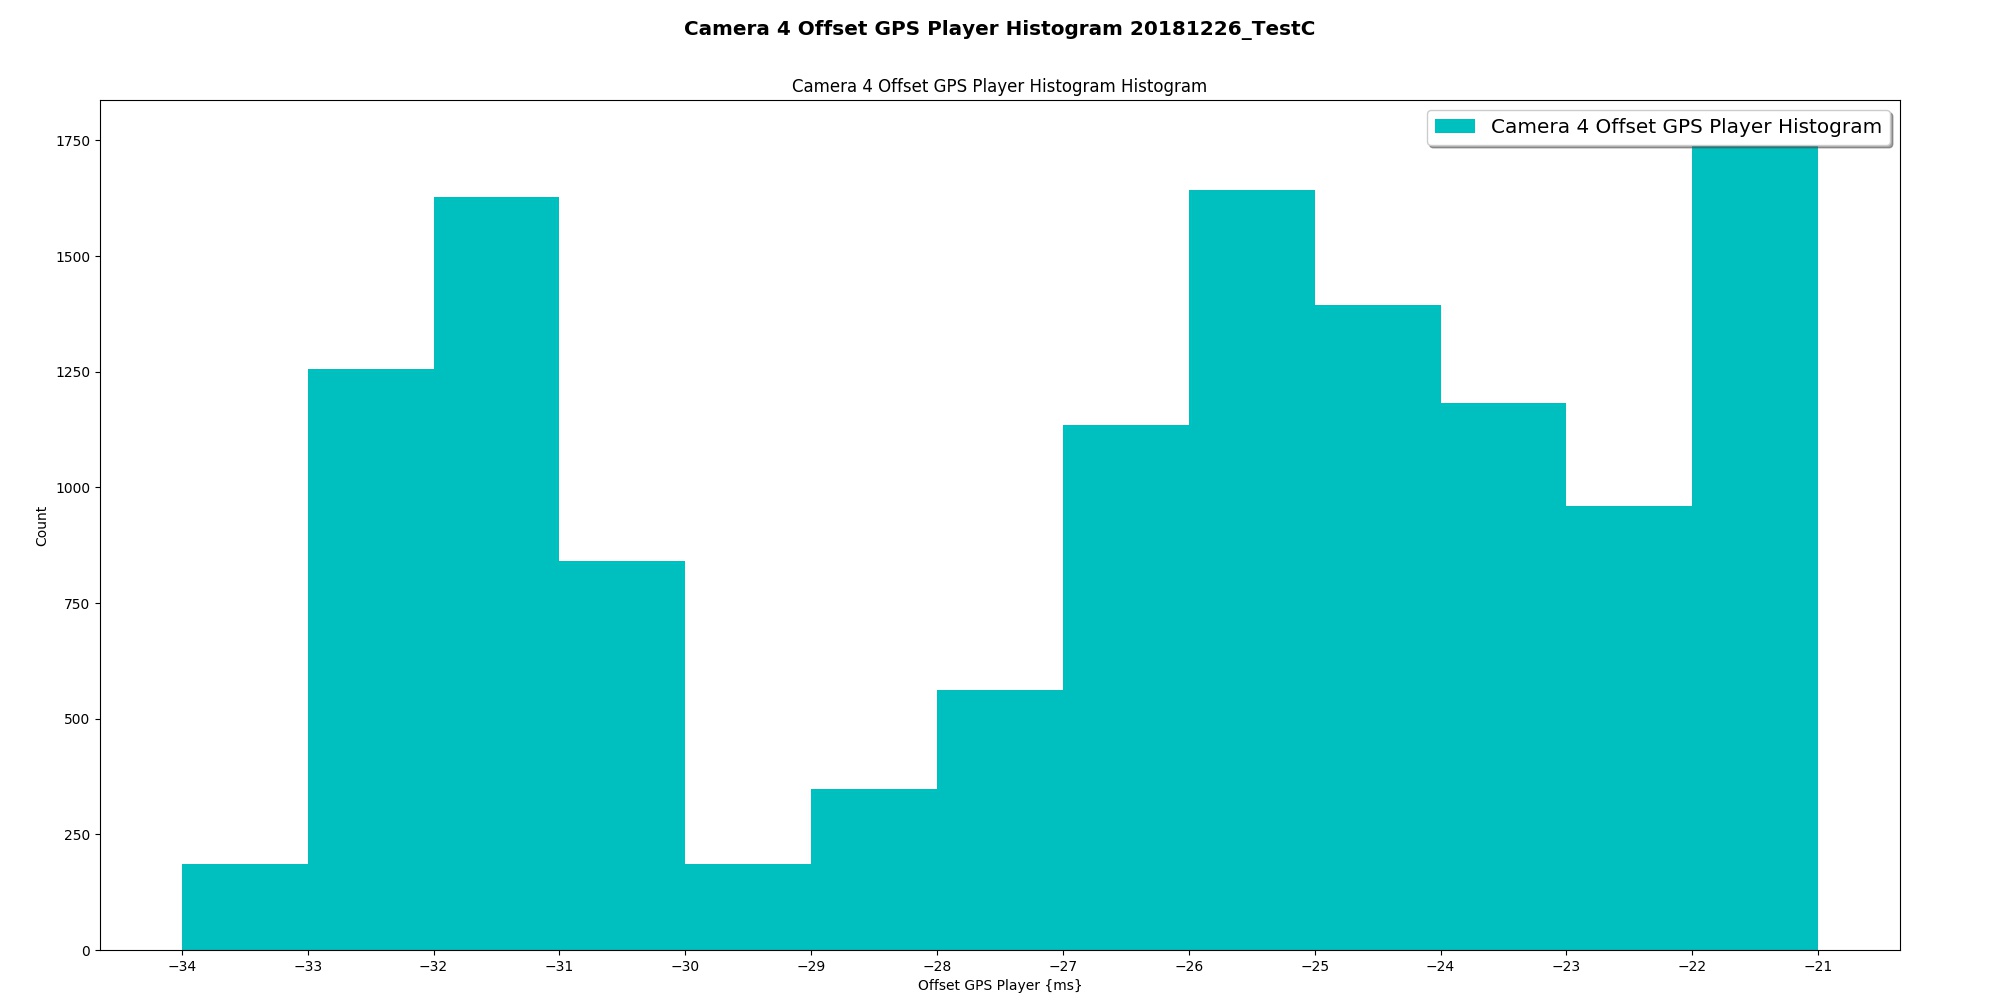 Camera 4 Offset GPS Player Histogram 20181226_TestC
Camera 4 Offset GPS Player Histogram Histogram
Camera 4 Offset GPS Player Histogram
1750
1500
1250
1000
750
500
250
0
Count
−34 −33 −32 −31 −30 −29 −28 −27 −26 −25 −24 −23 −22 −21
Offset GPS Player {ms}